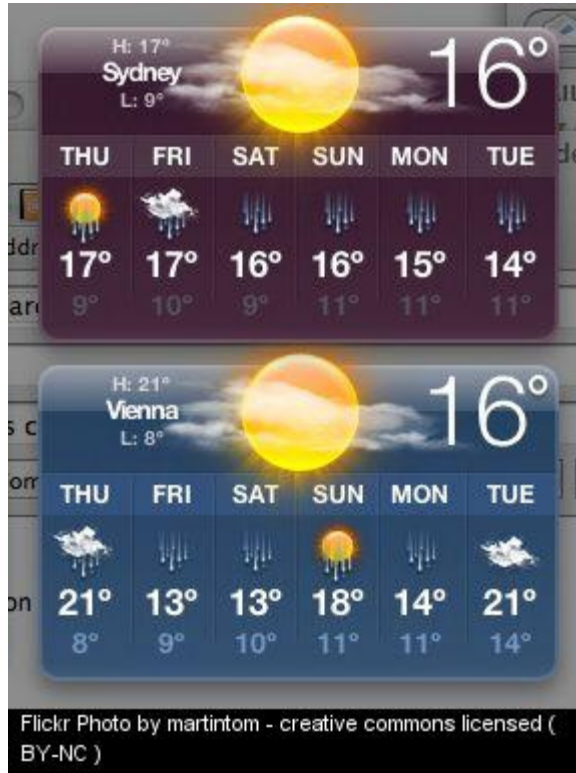 H: 17°
Sydney
L: 9°
16°
THU FRI SAT SUN MON TUE
17° 17° 16° 16° 15° 14°
9° 10° 9° 11° 11° 11°
H: 21°
Vienna
L: 8°
16°
THU FRI SAT SUN MON TUE
21° 13° 13° 18° 14° 21°
8° 9° 10° 11° 11° 14°
Flickr Photo by martintom - creative commons licensed (
BY-NC )